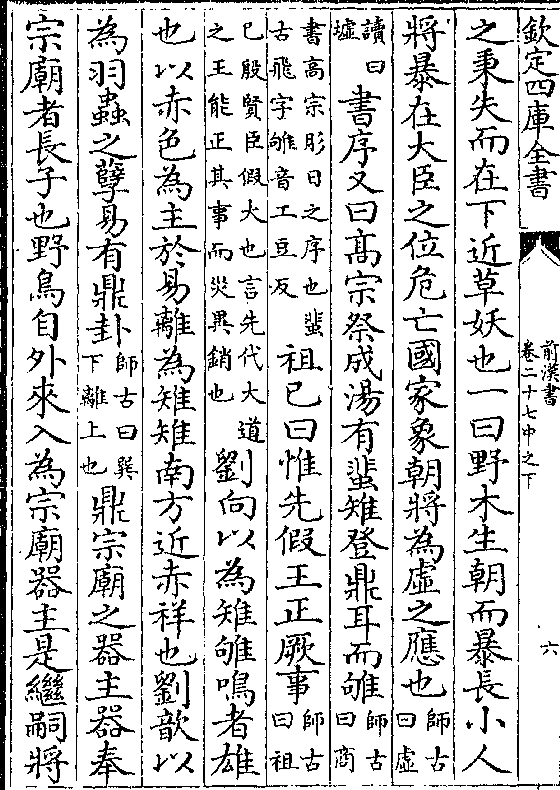 欽定四庫全書
前漢書
卷二十七中之下
六
之秉失而在下近草妖也一曰野木生朝而暴長小人
將暴在大臣之位危亡國家象朝將為虛之應也師古曰虛
讀曰墟書序又曰髙宗祭成湯有蜚雉登鼎耳而雊師古曰商
書高宗肜日之序也蜚古飛字雊音工豆反祖已曰惟先假王正厥事師古曰祖
已殷賢臣假大也言先代大道之王能正其事而災異銷也劉向以為雉雊鳴者雄
也以赤色為主於易離為雉雉南方近赤祥也劉歆以
為羽蟲之孽易有鼎卦師古曰巽下離上也鼎宗廟之器主器奉
宗廟者長子也野鳥自外來入為宗廟器主是繼嗣將